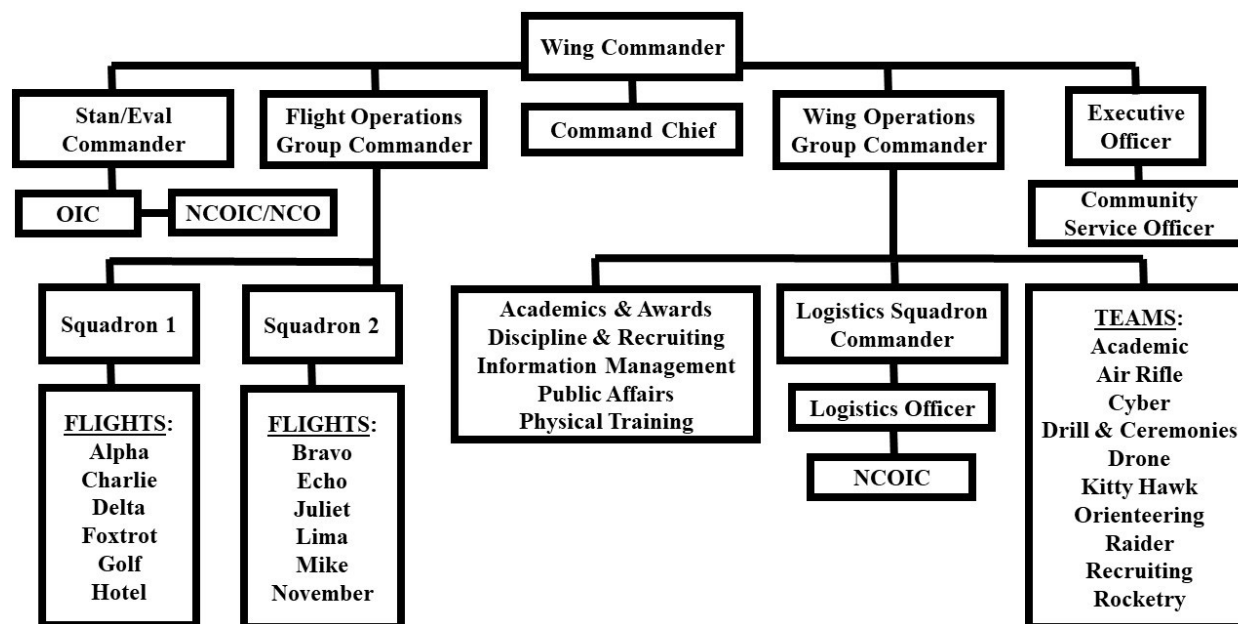 Wing Commander
Stan/Eval
Commander
Flight Operations
Group Commander
Command Chief
Wing Operations
Group Commander
Executive
Officer
OIC
NCOIC/NCO
Community
Service Officer
Squadron 1
Squadron 2
Academics & Awards
Discipline & Recruiting
Information Management
Public Affairs
Physical Training
Logistics Squadron
Commander
Logistics Officer
NCOIC
TEAMS:
Academic
Air Rifle
Cyber
Drill & Ceremonies
Drone
Kitty Hawk
Orienteering
Raider
Recruiting
Rocketry
FLIGHTS:
Alpha
Charlie
Delta
Foxtrot
Golf
Hotel
FLIGHTS:
Bravo
Echo
Juliet
Lima
Mike
November